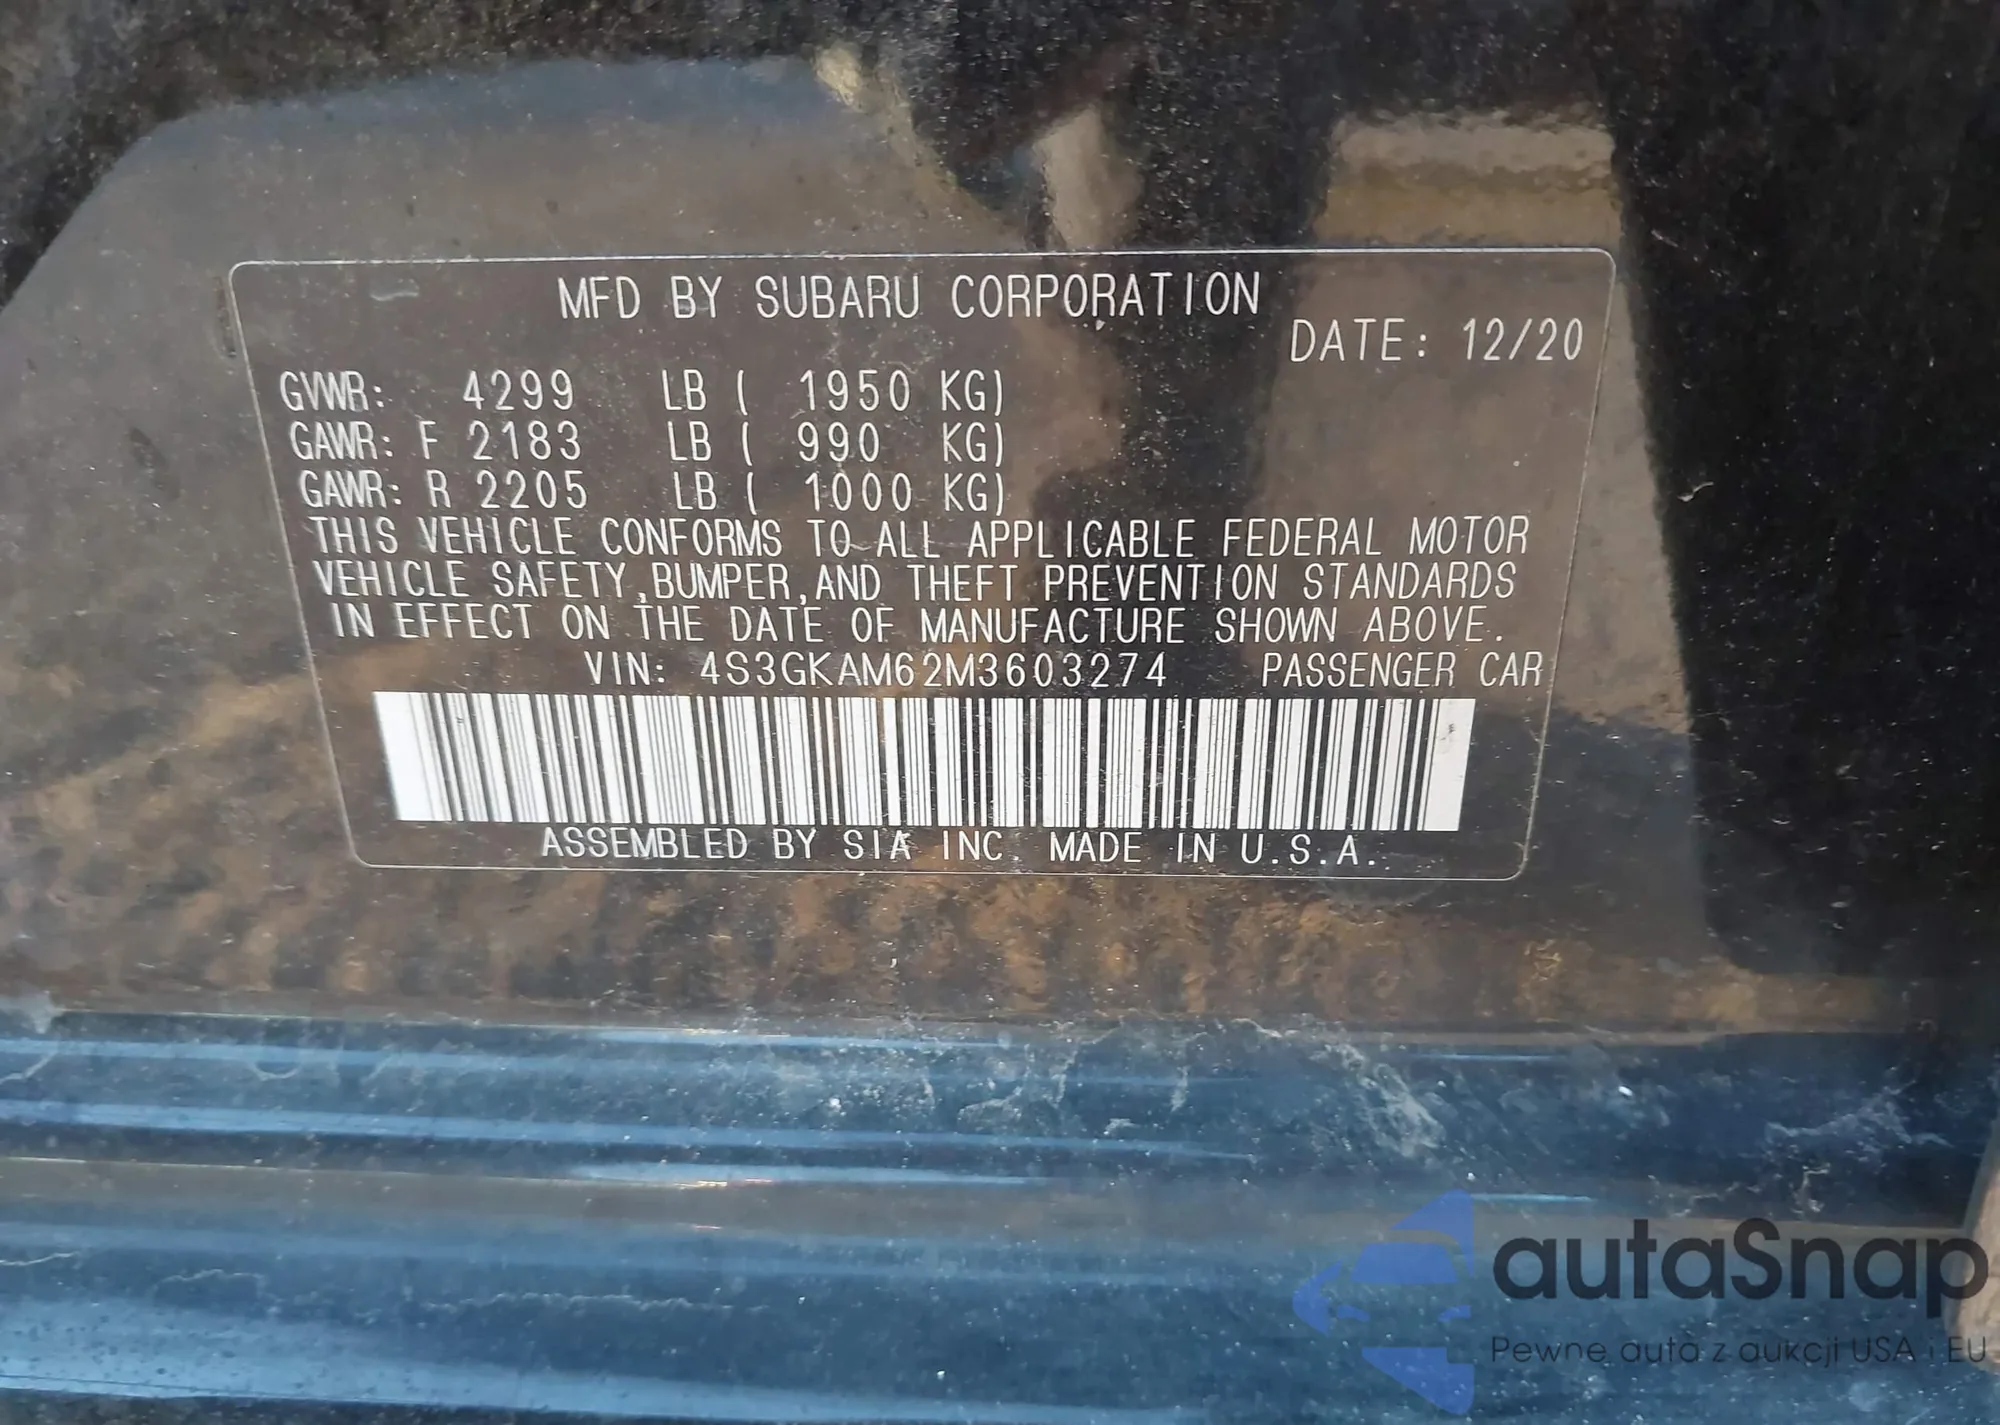 MFD BY SUBARU CORPORATION
DATE: 12/20
GVWR: 4299 LB ( 1950 KG)
GAWR: F 2183 LB ( 990 KG)
GAWR: R 2205 LB ( 1000 KG)
THIS VEHICLE CONFORMS TO ALL APPLICABLE FEDERAL MOTOR
VEHICLE SAFETY,BUMPER,AND THEFT PREVENTION STANDARDS
IN EFFECT ON THE DATE OF MANUFACTURE SHOWN ABOVE.
VIN: 4S3GKAM62M3603274 PASSENGER CAR
ASSEMBLED BY SIA INC. MADE IN U.S.A.
autaSnap
Pewne auta z aukcji USA i EU